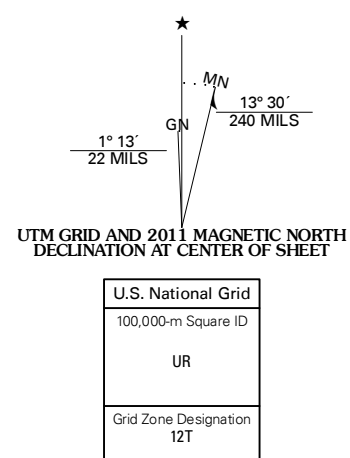 ★
MN
GN
13° 30´
240 MILS
1° 13´
22 MILS
UTM GRID AND 2011 MAGNETIC NORTH
DECLINATION AT CENTER OF SHEET
U.S. National Grid
100,000-m Square ID
UR
Grid Zone Designation
12T